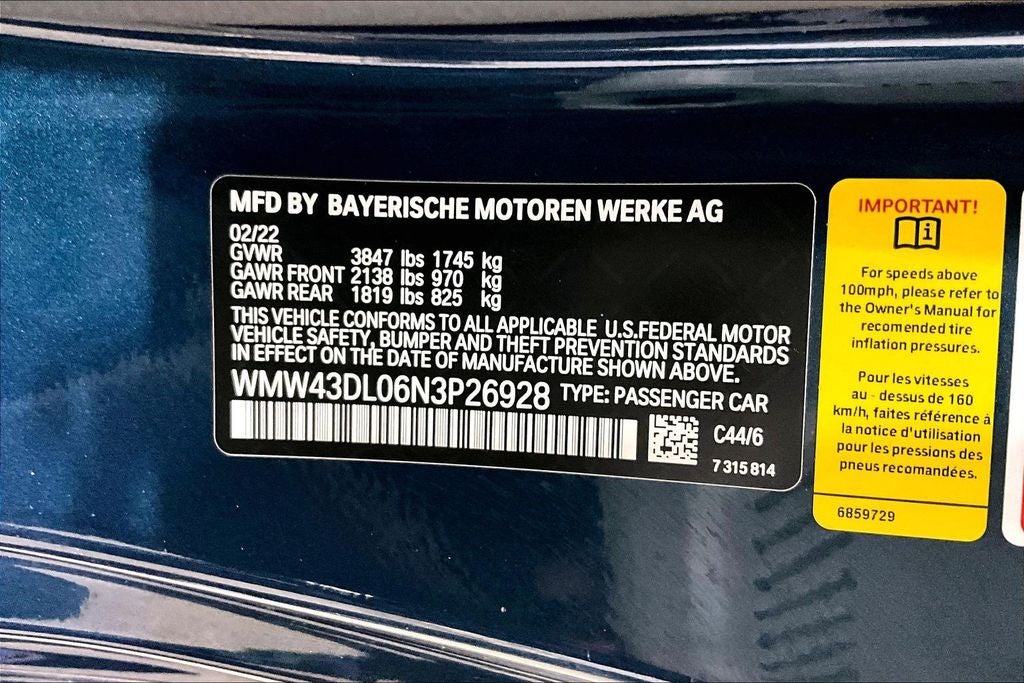 MFD BY BAYERISCHE MOTOREN WERKE AG
02/22
GVWR 3847 lbs 1745 kg
GAWR FRONT 2138 lbs 970 kg
GAWR REAR 1819 lbs 825 kg
THIS VEHICLE CONFORMS TO ALL APPLICABLE U.S.FEDERAL MOTOR
VEHICLE SAFETY, BUMPER AND THEFT PREVENTION STANDARDS
IN EFFECT ON THE DATE OF MANUFACTURE SHOWN ABOVE.
WMW43DL06N3P26928 TYPE: PASSENGER CAR
C44/6
7315814
IMPORTANT!
i
For speeds above
100mph, please refer to
the Owner's Manual for
recomended tire
inflation pressures.
Pour les vitesses
au - dessus de 160
km/h, faites référence à
la notice d'utilisation
pour les pressions des
pneus recomandées.
6859729